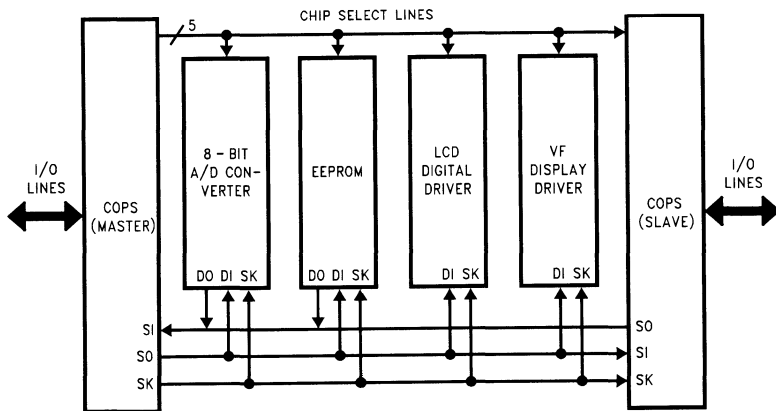 CHIP SELECT LINES
5
I/O
LINES
COPS
(MASTER)
8 - BIT
A/D CON-
VERTER
EEPROM
LCD
DIGITAL
DRIVER
VF
DISPLAY
DRIVER
COPS
(SLAVE)
I/O
LINES
DO DI SK
DO DI SK
DI SK
DI SK
SI
SO
SK
SO
SI
SK